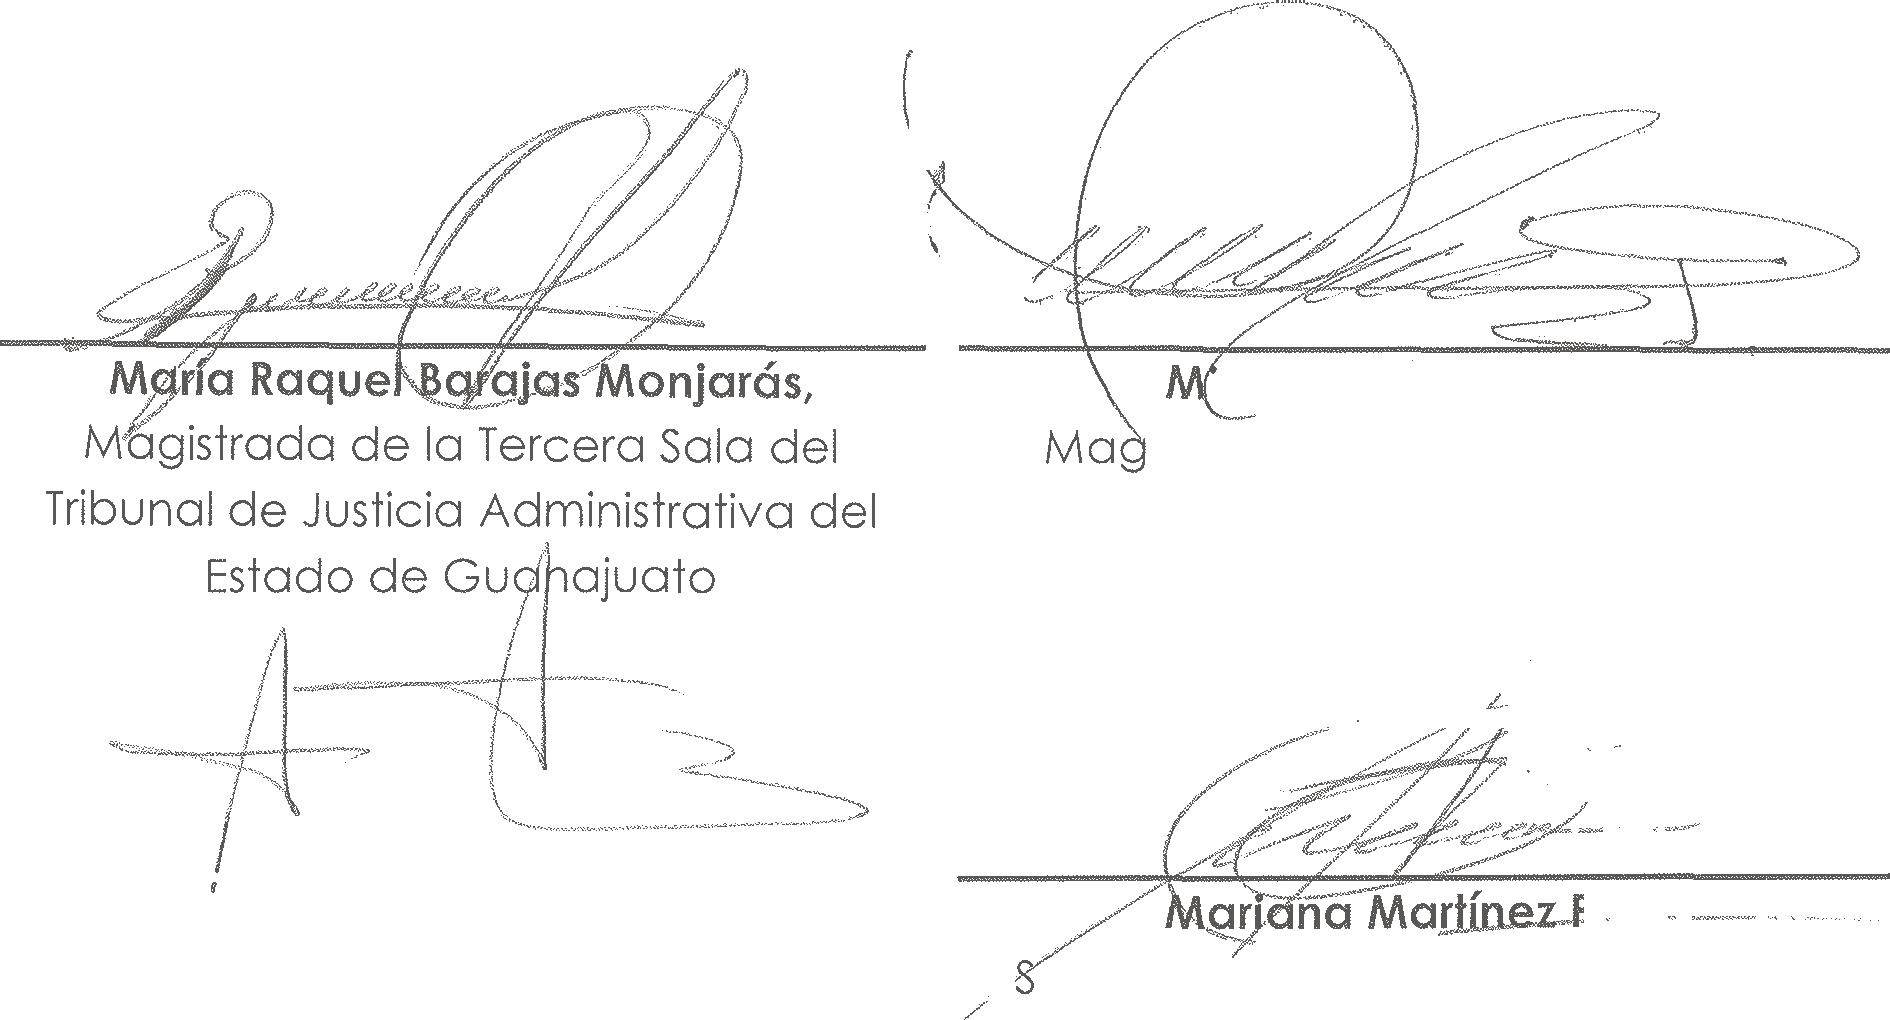 María Raquel Barajas Monjarás,
Magistrada de la Tercera Sala del
Tribunal de Justicia Administrativa del
Estado de Guanajuato
M
Mag
Mariana Martínez
S